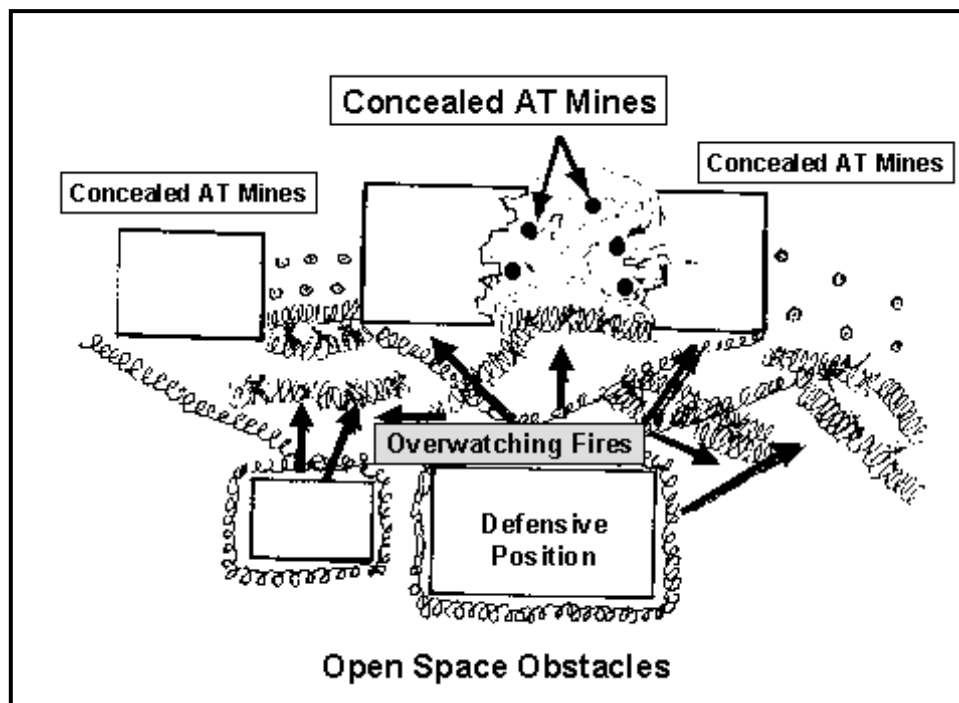 Concealed AT Mines
Concealed AT Mines
Concealed AT Mines
Overwatching Fires
Defensive
Position
Open Space Obstacles